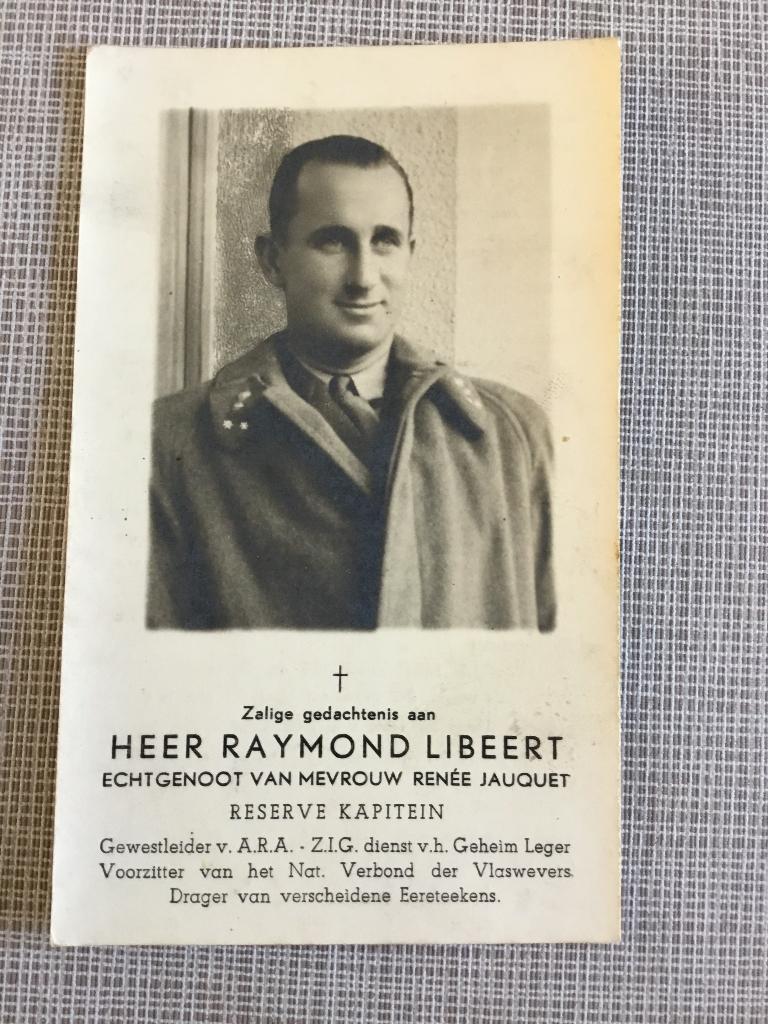 Zalige gedachtenis aan
HEER RAYMOND LIBEERT
ECHTGENOOT VAN MEVROUW RENÉE JAUQUET
RESERVE KAPITEIN
Gewestleider v. A.R.A. - Z.I.G. dienst v.h. Geheim Leger
Voorzitter van het Nat. Verbond der Vlaswevers.
Drager van verscheidene Eereteekens.